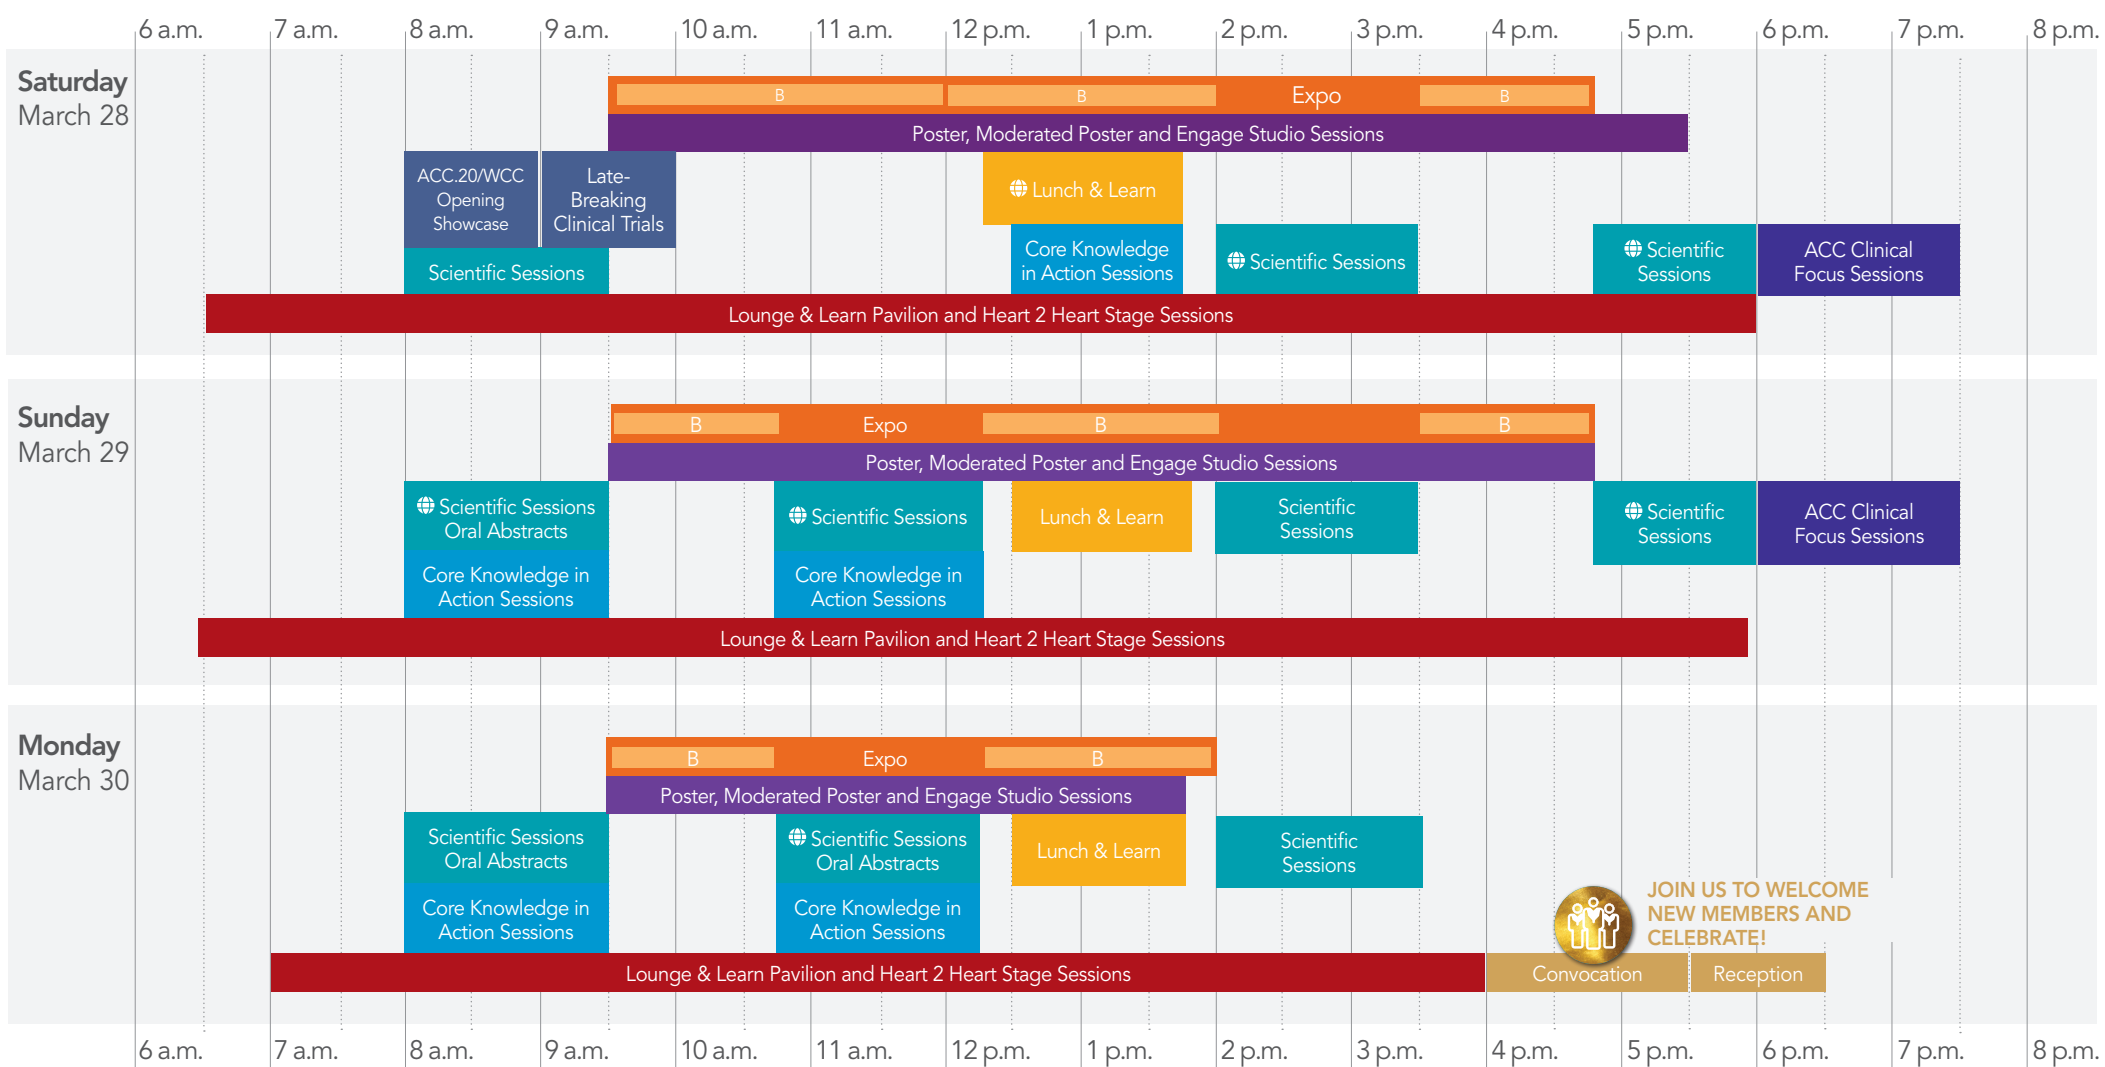 6 a.m. 7 a.m. 8 a.m. 9 a.m. 10 a.m. 11 a.m. 12 p.m. 1 p.m. 2 p.m. 3 p.m. 4 p.m. 5 p.m. 6 p.m. 7 p.m. 8 p.m.
Saturday
March 28
B B Expo B
Poster, Moderated Poster and Engage Studio Sessions
ACC.20/WCC
Opening
Showcase
Late-
Breaking
Clinical Trials
Lunch & Learn
Scientific Sessions
Core Knowledge
in Action Sessions
Scientific Sessions
Scientific
Sessions
ACC Clinical
Focus Sessions
Lounge & Learn Pavilion and Heart 2 Heart Stage Sessions
Sunday
March 29
B Expo B B
Poster, Moderated Poster and Engage Studio Sessions
Scientific Sessions
Oral Abstracts
Scientific Sessions
Lunch & Learn
Scientific
Sessions
Scientific
Sessions
ACC Clinical
Focus Sessions
Core Knowledge in
Action Sessions
Core Knowledge in
Action Sessions
Lounge & Learn Pavilion and Heart 2 Heart Stage Sessions
Monday
March 30
B Expo B
Poster, Moderated Poster and Engage Studio Sessions
Scientific Sessions
Oral Abstracts
Scientific Sessions
Oral Abstracts
Lunch & Learn
Scientific
Sessions
Core Knowledge in
Action Sessions
Core Knowledge in
Action Sessions
JOIN US TO WELCOME
NEW MEMBERS AND
CELEBRATE!
Lounge & Learn Pavilion and Heart 2 Heart Stage Sessions
Convocation
Reception
6 a.m. 7 a.m. 8 a.m. 9 a.m. 10 a.m. 11 a.m. 12 p.m. 1 p.m. 2 p.m. 3 p.m. 4 p.m. 5 p.m. 6 p.m. 7 p.m. 8 p.m.